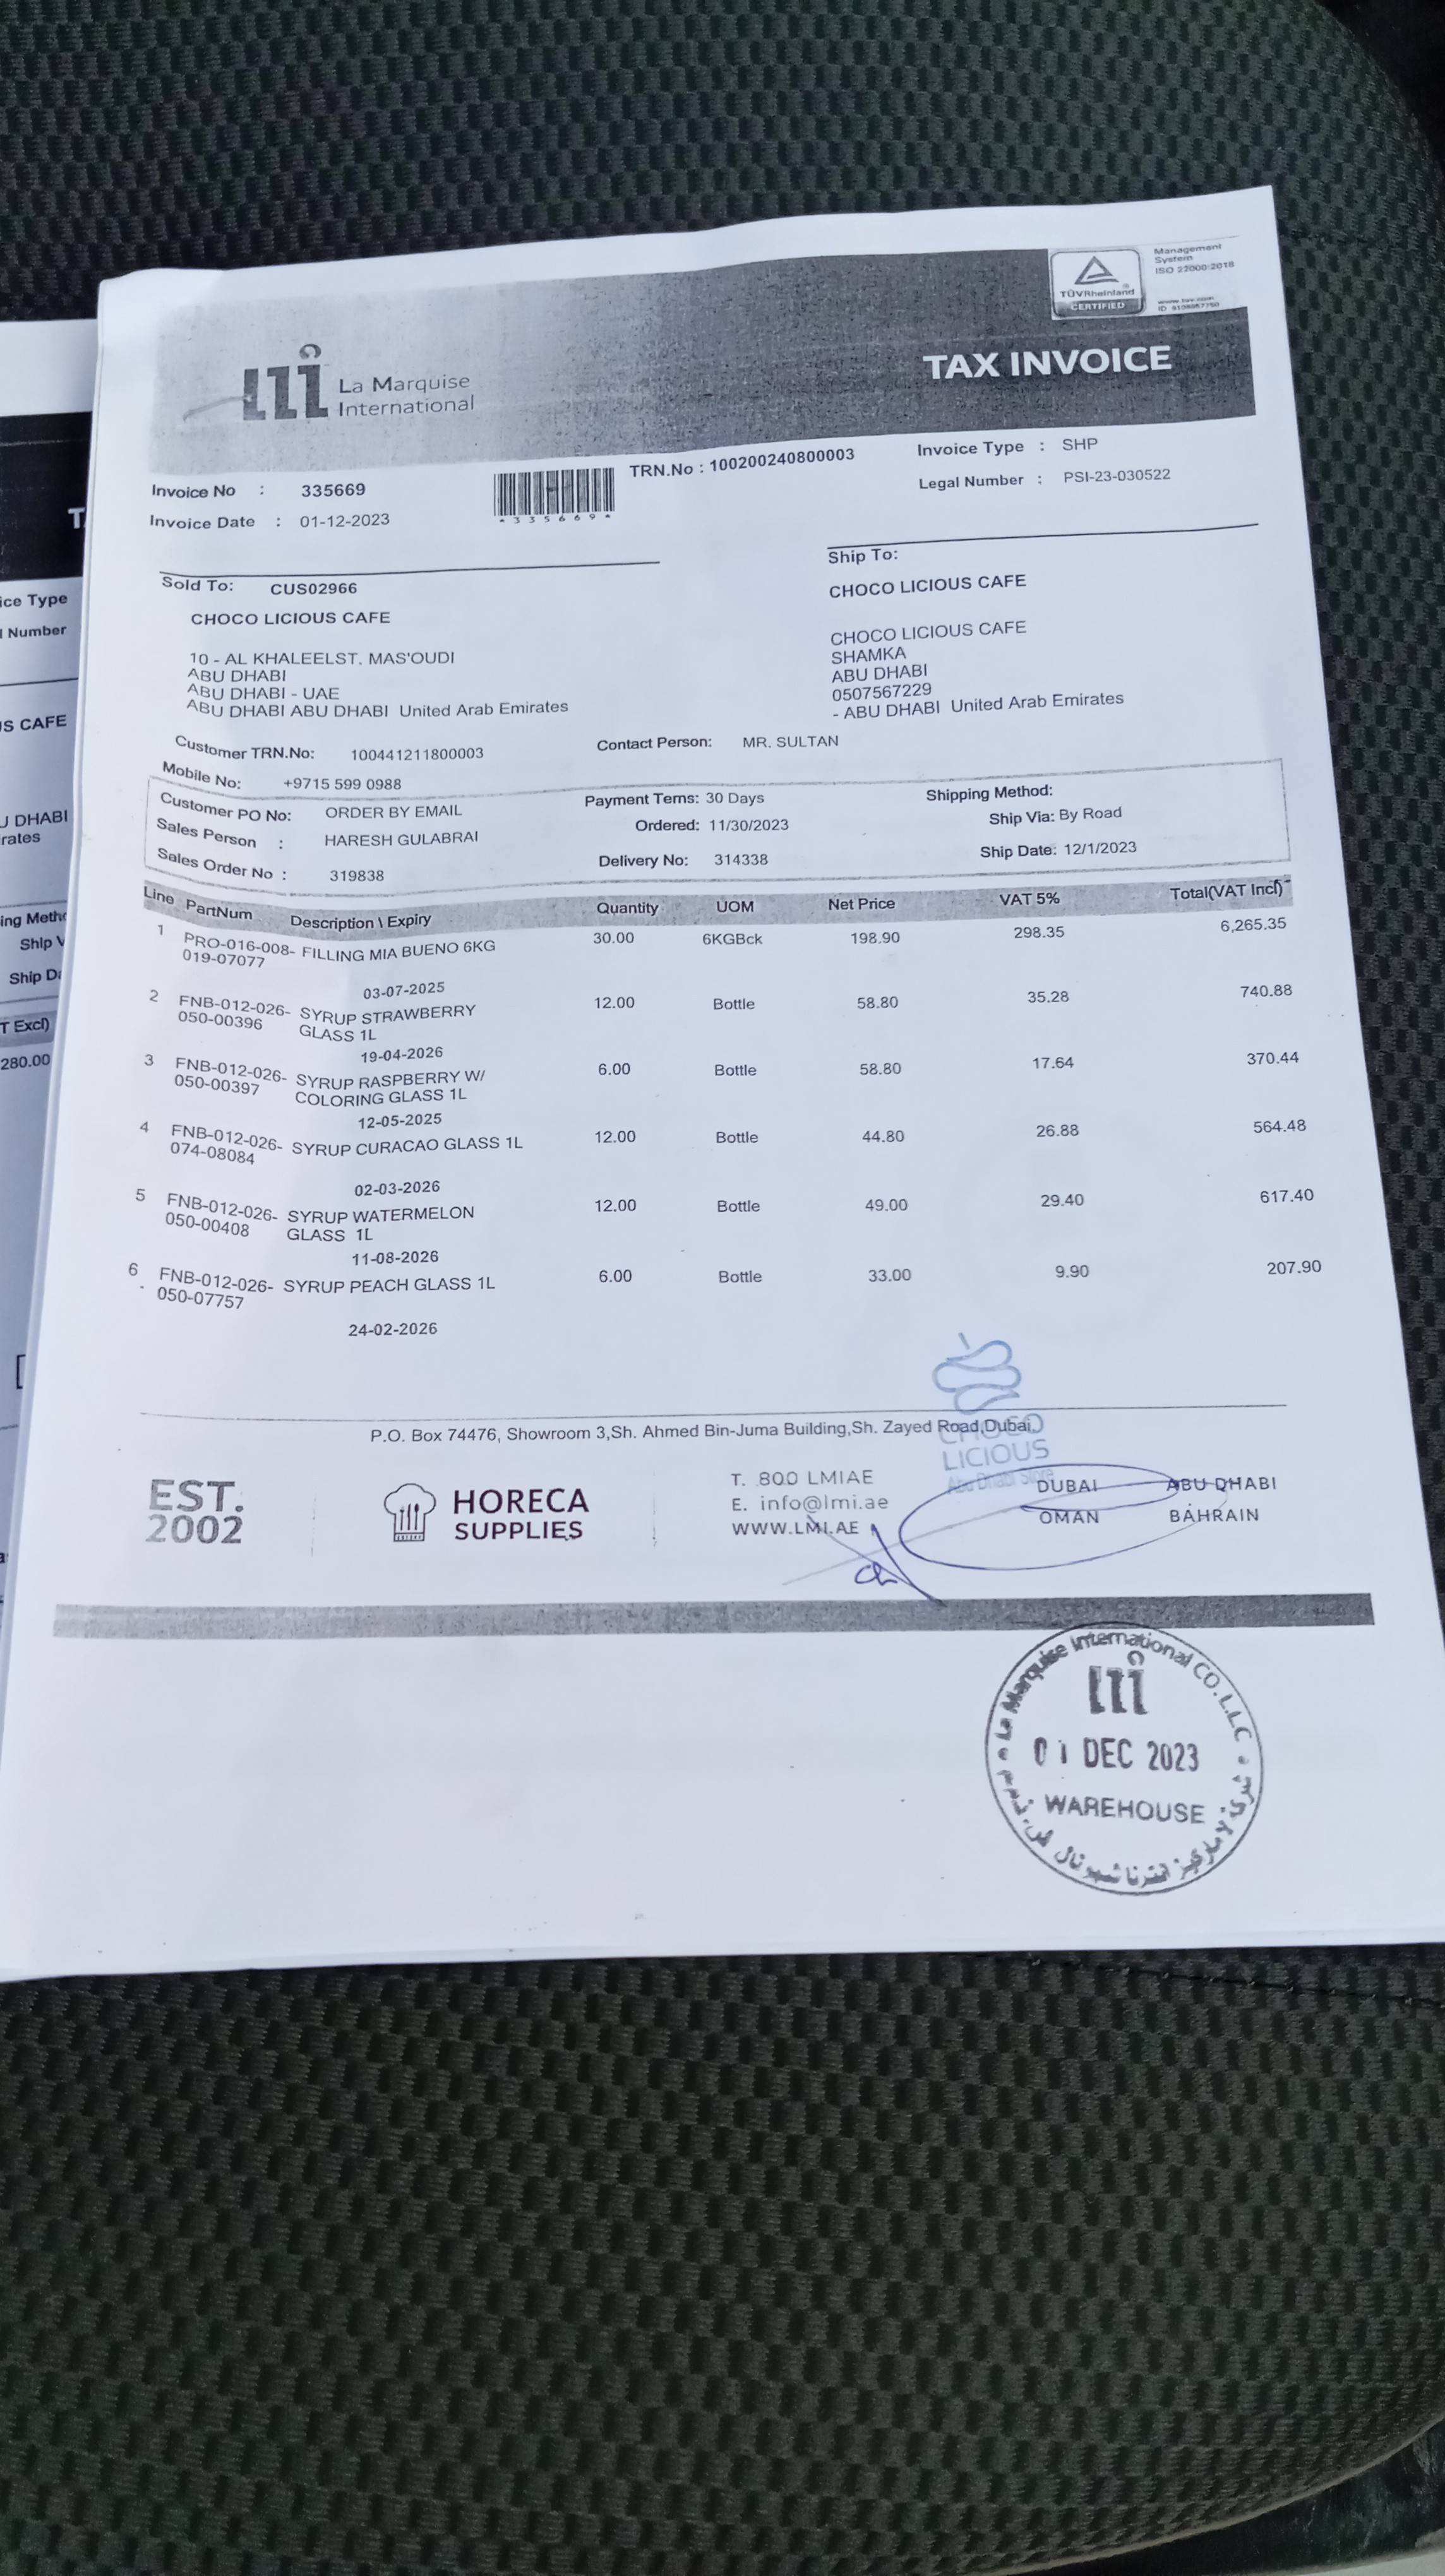 Management
System
ISO 22000:2018
TÜVRheinland
CERTIFIED
www.tuv.com
TAX INVOICE
La Marquise
International
TRN.No : 100200240800003
Invoice Type : SHP
Invoice No : 335669
Legal Number : PSI-23-030522
*335669*
Invoice Date : 01-12-2023
Sold To: CUS02966
CHOCO LICIOUS CAFE
10 - AL KHALEELST. MAS'OUDI
ABU DHABI
ABU DHABI - UAE
ABU DHABI ABU DHABI United Arab Emirates
Ship To:
CHOCO LICIOUS CAFE
CHOCO LICIOUS CAFE
SHAMKA
ABU DHABI
0507567229
- ABU DHABI United Arab Emirates
Customer TRN.No: 100441211800003
Contact Person: MR. SULTAN
Mobile No: +9715 599 0988
Customer PO No: ORDER BY EMAIL
Sales Person : HARESH GULABRAI
Sales Order No : 319838
Payment Tems: 30 Days
Ordered: 11/30/2023
Delivery No: 314338
Shipping Method:
Ship Via: By Road
Ship Date: 12/1/2023
Line PartNum Description \ Expiry Quantity UOM Net Price VAT 5% Total(VAT Incl)
1 PRO-016-008- FILLING MIA BUENO 6KG 30.00 6KGBck 198.90 298.35 6,265.35
019-07077
03-07-2025
2 FNB-012-026- SYRUP STRAWBERRY 12.00 Bottle 58.80 35.28 740.88
050-00396 GLASS 1L
19-04-2026
3 FNB-012-026- SYRUP RASPBERRY W/ 6.00 Bottle 58.80 17.64 370.44
050-00397 COLORING GLASS 1L
12-05-2025
4 FNB-012-026- SYRUP CURACAO GLASS 1L 12.00 Bottle 44.80 26.88 564.48
074-08084
02-03-2026
5 FNB-012-026- SYRUP WATERMELON 12.00 Bottle 49.00 29.40 617.40
050-00408 GLASS 1L
11-08-2026
6 FNB-012-026- SYRUP PEACH GLASS 1L 6.00 Bottle 33.00 9.90 207.90
050-07757
24-02-2026
P.O. Box 74476, Showroom 3,Sh. Ahmed Bin-Juma Building,Sh. Zayed Road,Dubai,
CHOCO
LICIOUS
Abu Dhabi Store
EST.
2002
HORECA
SUPPLIES
T. 800 LMIAE
E. info@lmi.ae
WWW.LMI.AE
DUBAI ABU DHABI
OMAN BAHRAIN
La Marquise International CO.L.L.C
01 DEC 2023
WAREHOUSE
شركة لا ماركيز انترناشيونال ش.ذ.م.م
T
ice Type
l Number
S CAFE
U DHABI
rates
ing Meth
Ship V
Ship Da
T Excl)
280.00